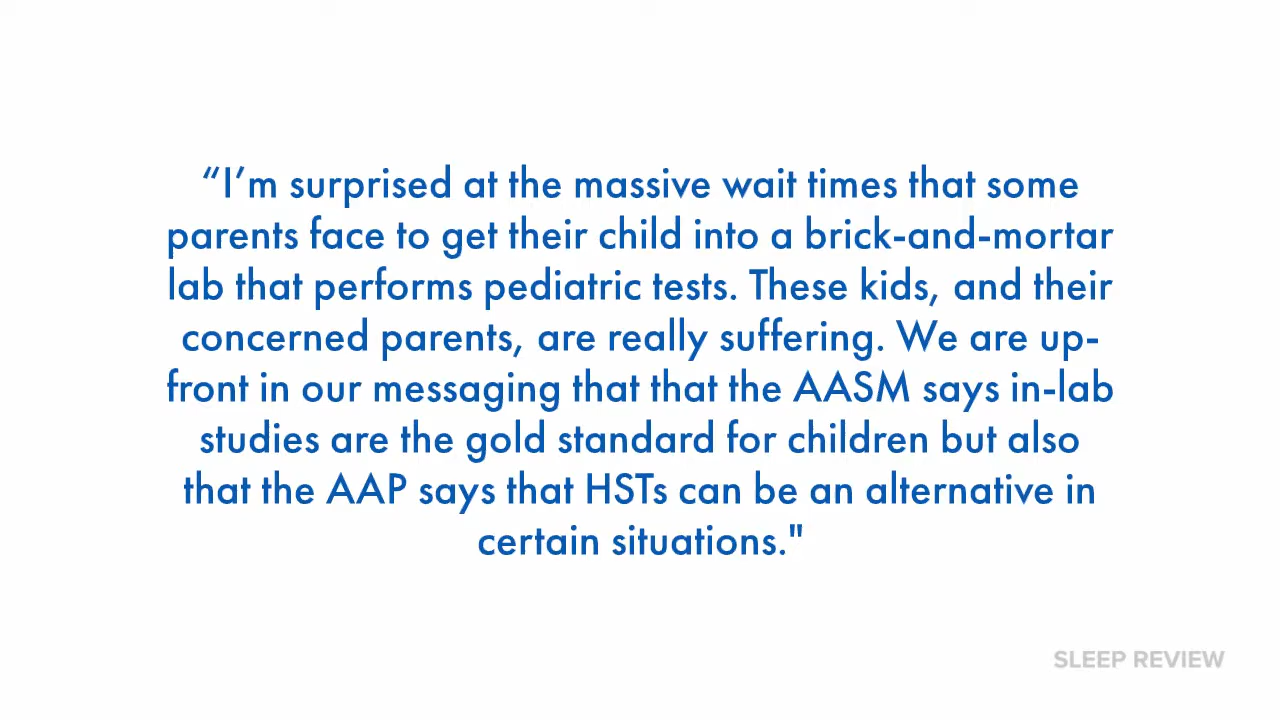 “I’m surprised at the massive wait times that some
parents face to get their child into a brick-and-mortar
lab that performs pediatric tests. These kids, and their
concerned parents, are really suffering. We are up-
front in our messaging that that the AASM says in-lab
studies are the gold standard for children but also
that the AAP says that HSTs can be an alternative in
certain situations."
SLEEP REVIEW